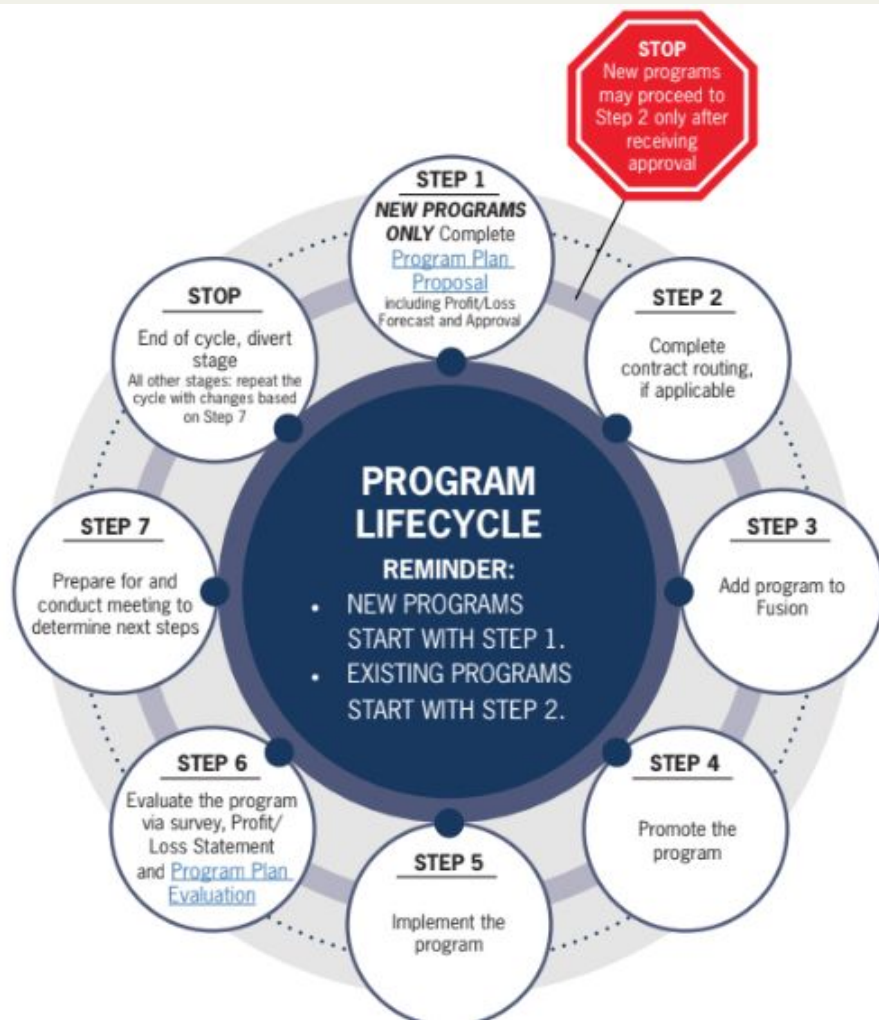 STOP
New programs
may proceed to
Step 2 only after
receiving
approval
STEP 1
NEW PROGRAMS
ONLY Complete
Program Plan
Proposal
including Profit/Loss
Forecast and Approval
STEP 2
Complete
contract routing,
if applicable
STEP 3
Add program to
Fusion
STEP 4
Promote the
program
STEP 5
Implement the
program
STEP 6
Evaluate the program
via survey, Profit/
Loss Statement
and Program Plan
Evaluation
STEP 7
Prepare for and
conduct meeting to
determine next steps
STOP
End of cycle, divert
stage
All other stages: repeat the
cycle with changes based
on Step 7
PROGRAM
LIFECYCLE
REMINDER:
• NEW PROGRAMS
START WITH STEP 1.
• EXISTING PROGRAMS
START WITH STEP 2.